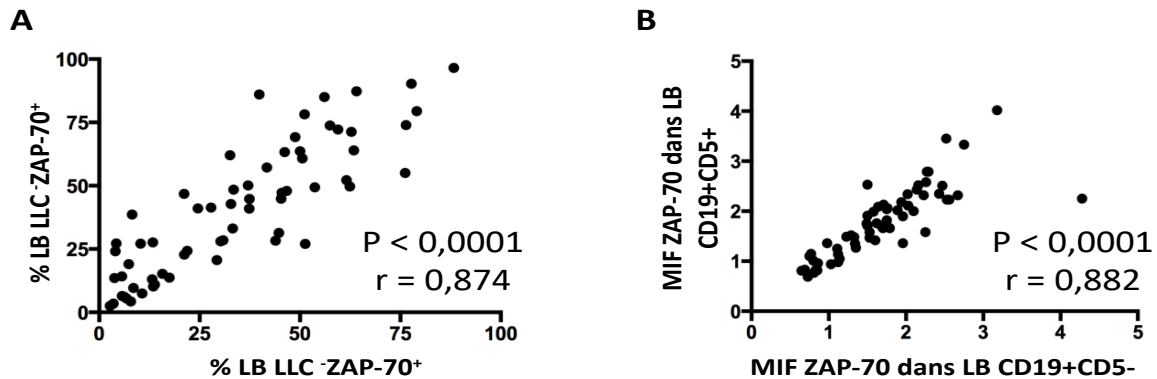 A
% LB LLC -ZAP-70+
100
75
50
25
0
P < 0,0001
r = 0,874
0 25 50 75 100
% LB LLC -ZAP-70+
B
MIF ZAP-70 dans LB
CD19+CD5+
5
4
3
2
1
0
P < 0,0001
r = 0,882
0 1 2 3 4 5
MIF ZAP-70 dans LB CD19+CD5-